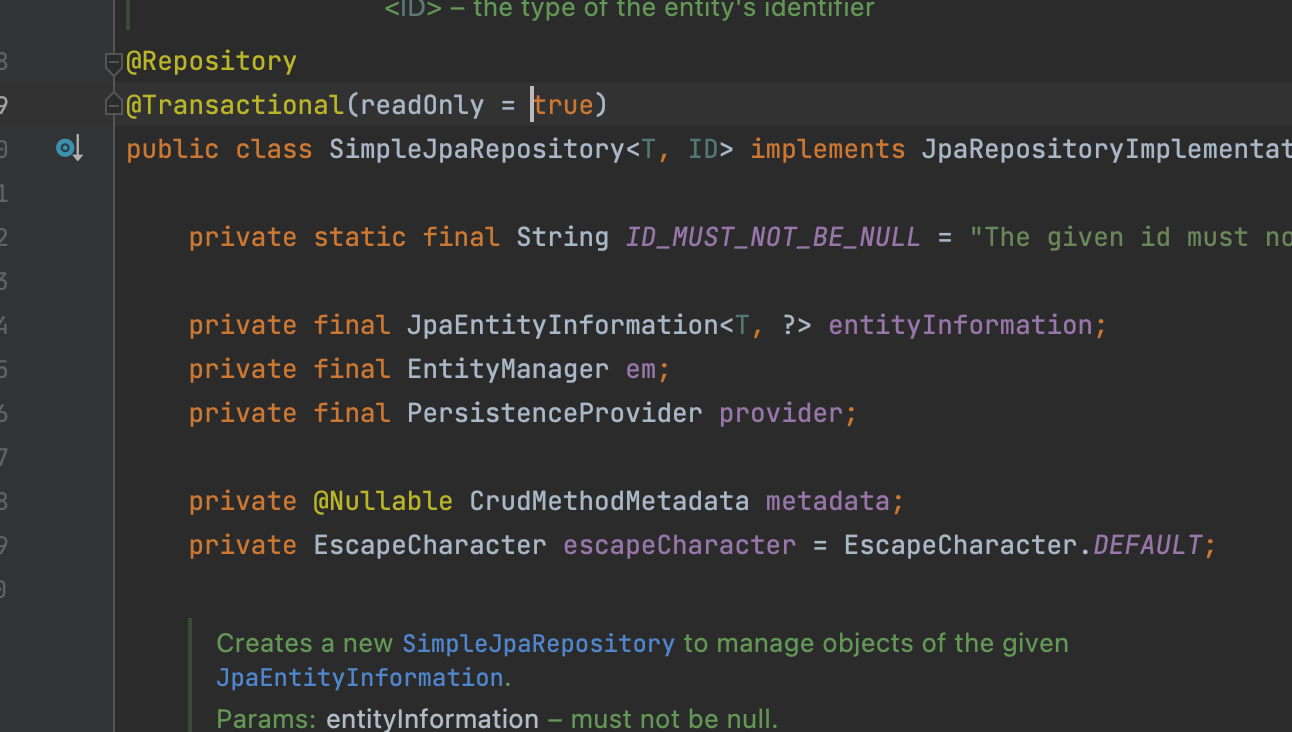 <ID> – the type of the entity's identifier
8 @Repository
9 @Transactional(readOnly = true)
0 public class SimpleJpaRepository<T, ID> implements JpaRepositoryImplementat
1
2 private static final String ID_MUST_NOT_BE_NULL = "The given id must no
3
4 private final JpaEntityInformation<T, ?> entityInformation;
5 private final EntityManager em;
6 private final PersistenceProvider provider;
7
8 private @Nullable CrudMethodMetadata metadata;
9 private EscapeCharacter escapeCharacter = EscapeCharacter.DEFAULT;
0
Creates a new SimpleJpaRepository to manage objects of the given
JpaEntityInformation.
Params: entityInformation – must not be null.